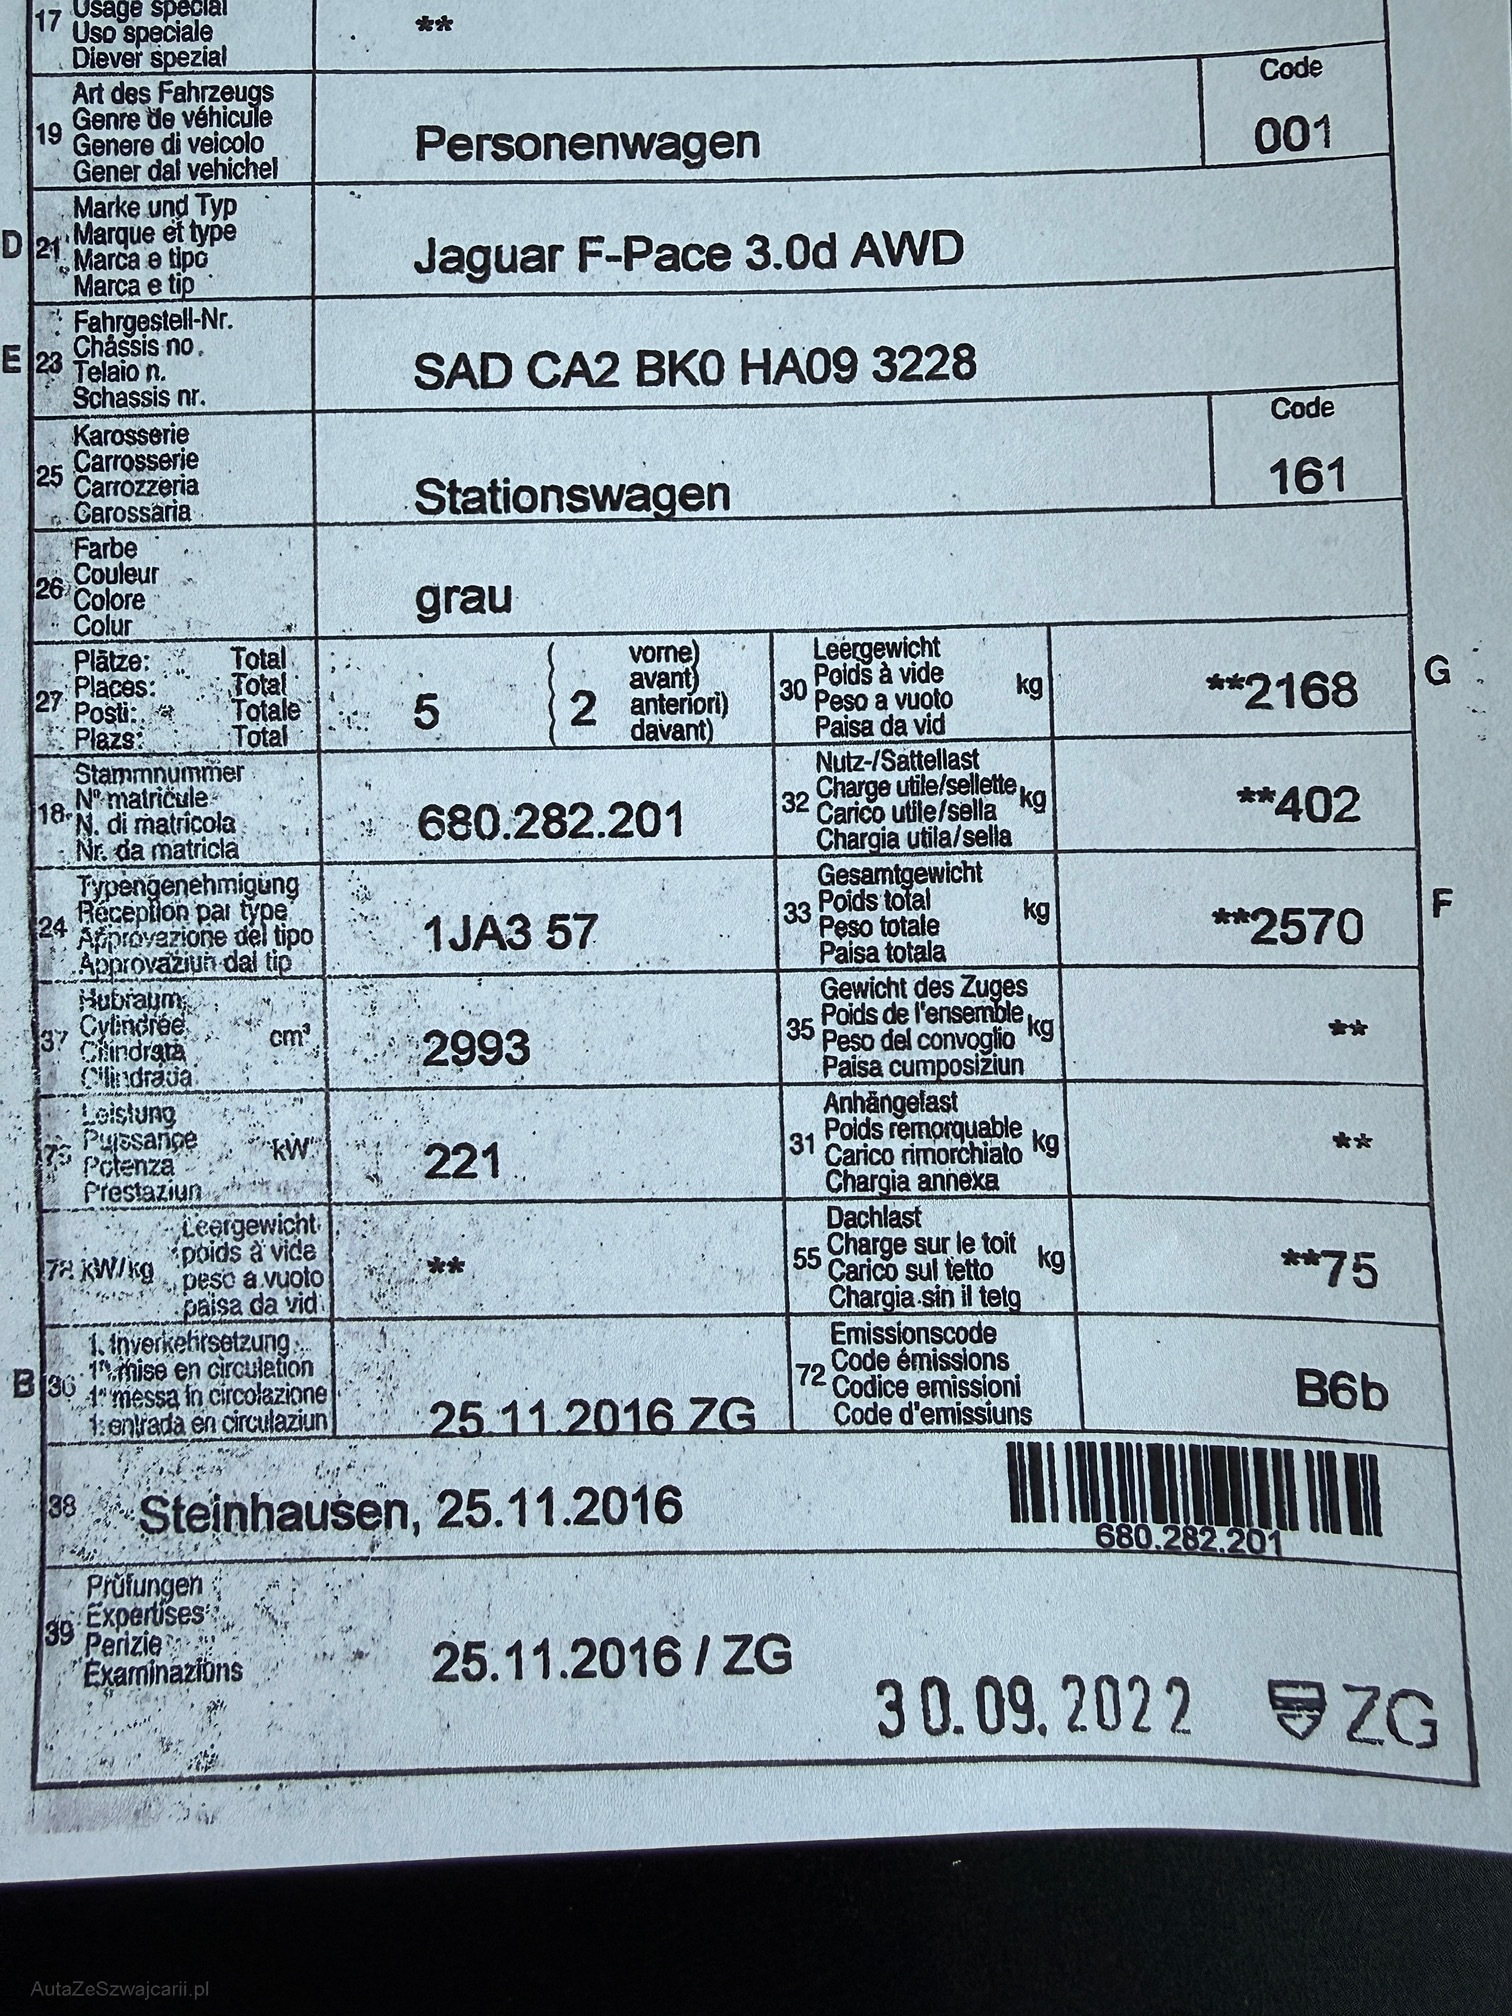 17 Usage spécial
Uso speciale
Diever spezial
**
19 Art des Fahrzeugs
Genre de véhicule
Genere di veicolo
Gener dal vehichel
Personenwagen
Code
001
D 21 Marke und Typ
Marque et type
Marca e tipo
Marca e tip
Jaguar F-Pace 3.0d AWD
E 23 Fahrgestell-Nr.
Châssis no.
Telaio n.
Schassis nr.
SAD CA2 BK0 HA09 3228
25 Karosserie
Carrosserie
Carrozzeria
Carossaria
Stationswagen
Code
161
26 Farbe
Couleur
Colore
Colur
grau
27 Plätze: Total
Places: Total
Posti: Totale
Plazs: Total
5 ( 2 vorne)
avant)
anteriori)
davant)
30 Leergewicht
Poids à vide
Peso a vuoto
Paisa da vid
kg
**2168
G
18 Stammnummer
N° matricule
N. di matricola
Nr. da matricla
680.282.201
32 Nutz-/Sattellast
Charge utile/sellette
Carico utile/sella
Chargia utila/sella
kg
**402
24 Typengenehmigung
Réception par type
Approvazione del tipo
Approvaziun dal tip
1JA3 57
33 Gesamtgewicht
Poids total
Peso totale
Paisa totala
kg
**2570
F
37 Hubraum
Cylindrée
Cilindrata
Cilindrada
cm³
2993
35 Gewicht des Zuges
Poids de l'ensemble
Peso del convoglio
Paisa cumposiziun
kg
**
76 Leistung
Puissance
Potenza
Prestaziun
kW
221
31 Anhängelast
Poids remorquable
Carico rimorchiato
Chargia annexa
kg
**
78 kW/kg
Leergewicht
poids à vide
peso a vuoto
paisa da vid
**
55 Dachlast
Charge sur le toit
Carico sul tetto
Chargia sin il tetg
kg
**75
B 36 1. Inverkehrsetzung
1re mise en circulation
1a messa in circolazione
1. entrada en circulaziun
25.11.2016 ZG
72 Emissionscode
Code émissions
Codice emissioni
Code d'emissiuns
B6b
38 Steinhausen, 25.11.2016
680.282.201
39 Prüfungen
Expertises
Perizie
Examinaziuns
25.11.2016 / ZG
30.09.2022 ZG
AutaZeSzwajcarii.pl